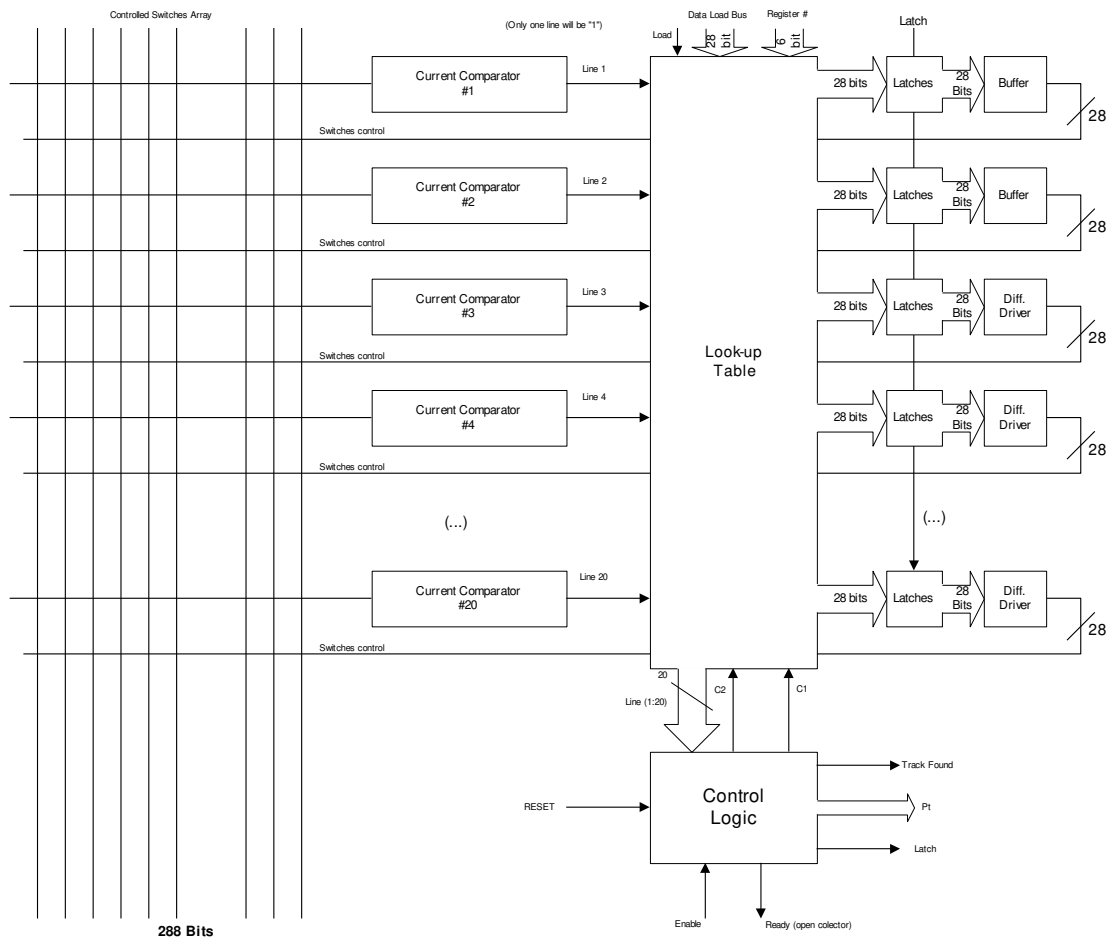 Controlled Switches Array
(Only one line will be "1")
Data Load Bus
Register #
Load
28 bit
6 bit
Latch
Current Comparator
#1
Line 1
28 bits
Latches
28
Bits
Buffer
28
Switches control
Current Comparator
#2
Line 2
28 bits
Latches
28
Bits
Buffer
28
Switches control
Current Comparator
#3
Line 3
28 bits
Latches
28
Bits
Diff.
Driver
28
Switches control
Look-up
Table
Current Comparator
#4
Line 4
28 bits
Latches
28
Bits
Diff.
Driver
28
Switches control
(...)
(...)
Current Comparator
#20
Line 20
28 bits
Latches
28
Bits
Diff.
Driver
28
Switches control
20
Line (1:20)
C2
C1
Control
Logic
RESET
Track Found
Pt
Latch
Enable
Ready (open colector)
288 Bits